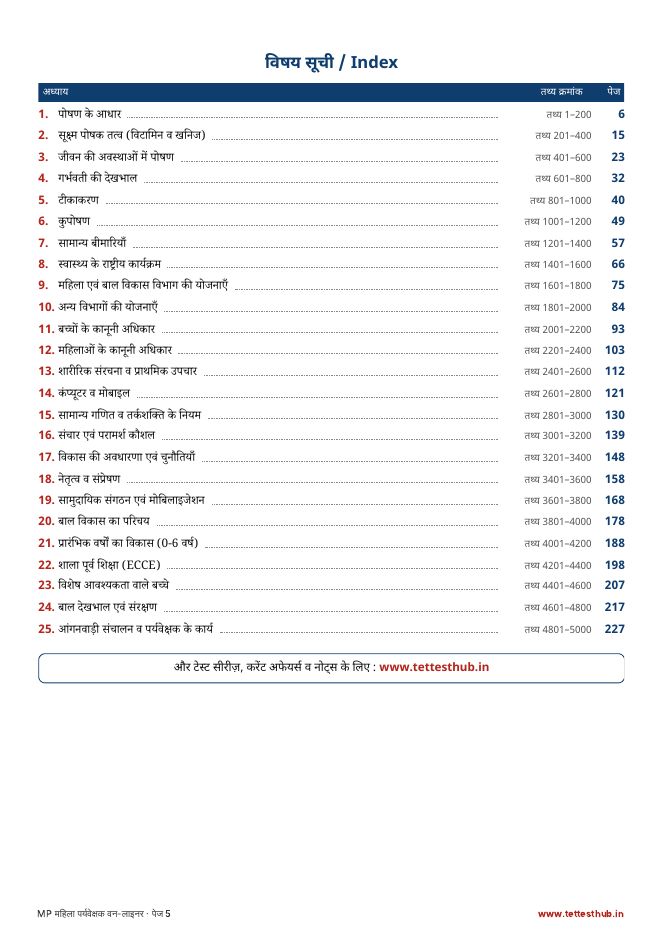 विषय सूची / Index
अध्याय तथ्य क्रमांक पेज
1. पोषण के आधार तथ्य 1–200 6
2. सूक्ष्म पोषक तत्व (विटामिन व खनिज) तथ्य 201–400 15
3. जीवन की अवस्थाओं में पोषण तथ्य 401–600 23
4. गर्भवती की देखभाल तथ्य 601–800 32
5. टीकाकरण तथ्य 801–1000 40
6. कुपोषण तथ्य 1001–1200 49
7. सामान्य बीमारियाँ तथ्य 1201–1400 57
8. स्वास्थ्य के राष्ट्रीय कार्यक्रम तथ्य 1401–1600 66
9. महिला एवं बाल विकास विभाग की योजनाएँ तथ्य 1601–1800 75
10. अन्य विभागों की योजनाएँ तथ्य 1801–2000 84
11. बच्चों के कानूनी अधिकार तथ्य 2001–2200 93
12. महिलाओं के कानूनी अधिकार तथ्य 2201–2400 103
13. शारीरिक संरचना व प्राथमिक उपचार तथ्य 2401–2600 112
14. कंप्यूटर व मोबाइल तथ्य 2601–2800 121
15. सामान्य गणित व तर्कशक्ति के नियम तथ्य 2801–3000 130
16. संचार एवं परामर्श कौशल तथ्य 3001–3200 139
17. विकास की अवधारणा एवं चुनौतियाँ तथ्य 3201–3400 148
18. नेतृत्व व संप्रेषण तथ्य 3401–3600 158
19. सामुदायिक संगठन एवं मोबिलाइजेशन तथ्य 3601–3800 168
20. बाल विकास का परिचय तथ्य 3801–4000 178
21. प्रारंभिक वर्षों का विकास (0-6 वर्ष) तथ्य 4001–4200 188
22. शाला पूर्व शिक्षा (ECCE) तथ्य 4201–4400 198
23. विशेष आवश्यकता वाले बच्चे तथ्य 4401–4600 207
24. बाल देखभाल एवं संरक्षण तथ्य 4601–4800 217
25. आंगनवाड़ी संचालन व पर्यवेक्षक के कार्य तथ्य 4801–5000 227
और टेस्ट सीरीज़, करेंट अफेयर्स व नोट्स के लिए : www.tettesthub.in
MP महिला पर्यवेक्षक वन-लाइनर · पेज 5 www.tettesthub.in